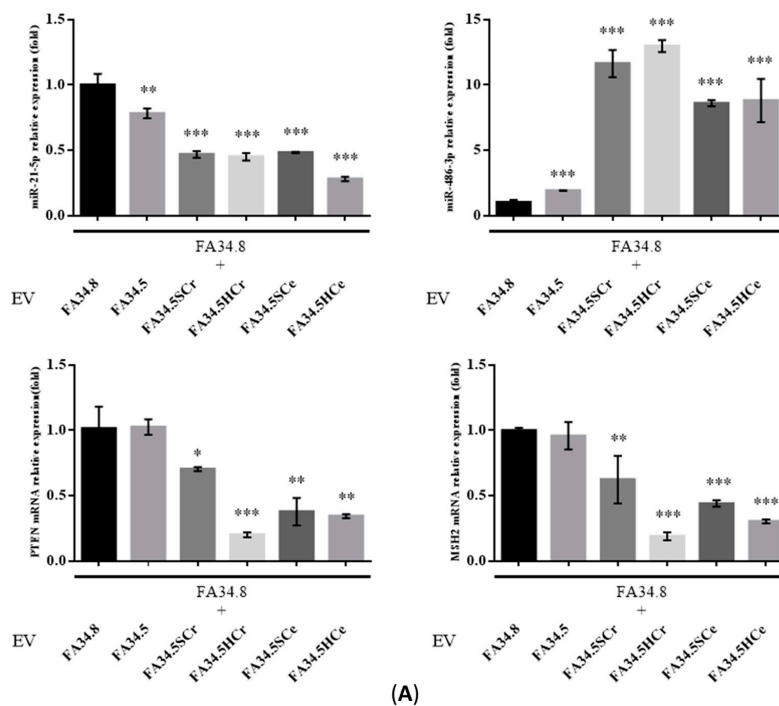 miR-21-5p relative expression (fold)
1.5
1.0
0.5
0.0
**
***
***
***
***
FA34.8
+
EV
FA34.8
FA34.5
FA34.5SCr
FA34.5HCr
FA34.5SCe
FA34.5HCe
miR-486-3p relative expression (fold)
15
10
5
0
***
***
***
***
***
FA34.8
+
EV
FA34.8
FA34.5
FA34.5SCr
FA34.5HCr
FA34.5SCe
FA34.5HCe
PTEN mRNA relative expression(fold)
1.5
1.0
0.5
0.0
*
***
**
**
FA34.8
+
EV
FA34.8
FA34.5
FA34.5SCr
FA34.5HCr
FA34.5SCe
FA34.5HCe
MSH2 mRNA relative expression (fold)
1.5
1.0
0.5
0.0
**
***
***
***
FA34.8
+
EV
FA34.8
FA34.5
FA34.5SCr
FA34.5HCr
FA34.5SCe
FA34.5HCe
(A)